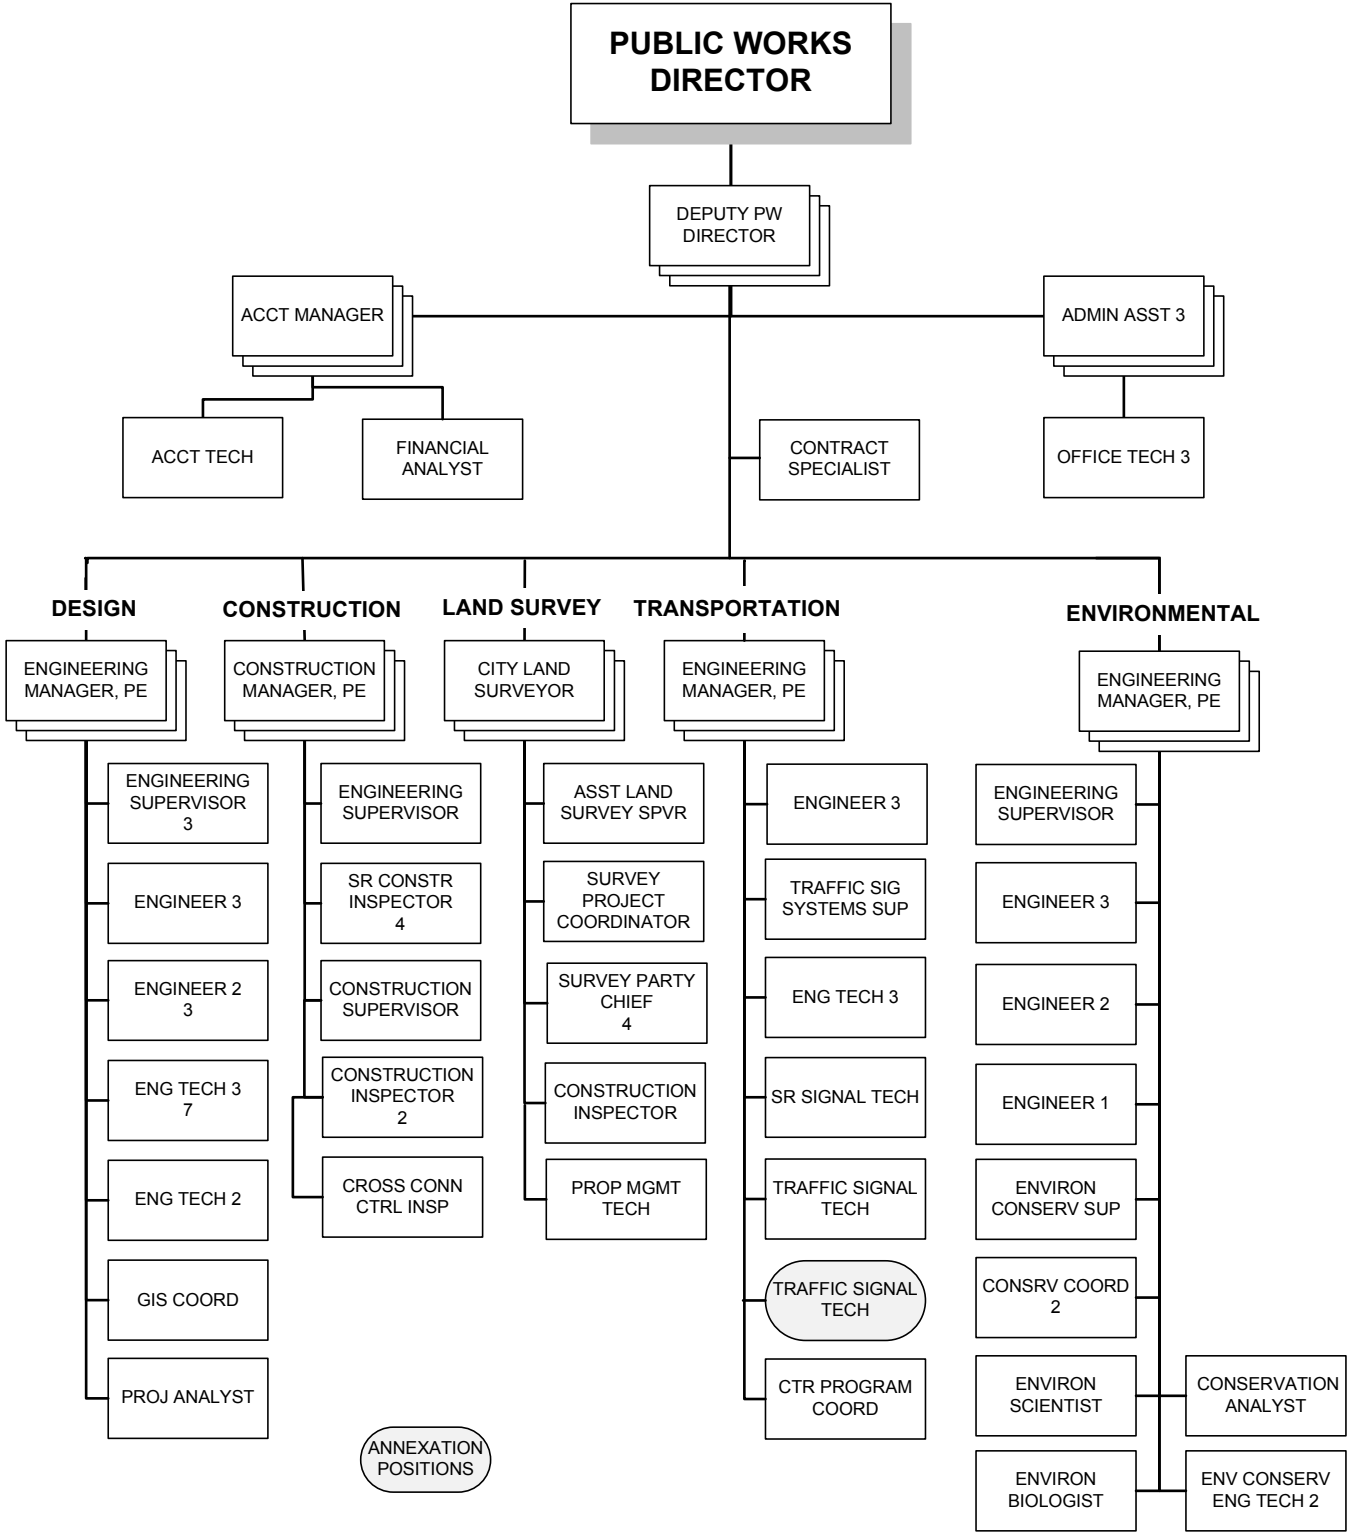 PUBLIC WORKS
DIRECTOR
DEPUTY PW
DIRECTOR
ACCT MANAGER
ADMIN ASST 3
ACCT TECH
FINANCIAL
ANALYST
CONTRACT
SPECIALIST
OFFICE TECH 3
DESIGN
ENGINEERING
MANAGER, PE
ENGINEERING
SUPERVISOR
3
ENGINEER 3
ENGINEER 2
3
ENG TECH 3
7
ENG TECH 2
GIS COORD
PROJ ANALYST
CONSTRUCTION
CONSTRUCTION
MANAGER, PE
ENGINEERING
SUPERVISOR
SR CONSTR
INSPECTOR
4
CONSTRUCTION
SUPERVISOR
CONSTRUCTION
INSPECTOR
2
CROSS CONN
CTRL INSP
LAND SURVEY
CITY LAND
SURVEYOR
ASST LAND
SURVEY SPVR
SURVEY
PROJECT
COORDINATOR
SURVEY PARTY
CHIEF
4
CONSTRUCTION
INSPECTOR
PROP MGMT
TECH
TRANSPORTATION
ENGINEERING
MANAGER, PE
ENGINEER 3
TRAFFIC SIG
SYSTEMS SUP
ENG TECH 3
SR SIGNAL TECH
TRAFFIC SIGNAL
TECH
TRAFFIC SIGNAL
TECH
CTR PROGRAM
COORD
ENVIRONMENTAL
ENGINEERING
MANAGER, PE
ENGINEERING
SUPERVISOR
ENGINEER 3
ENGINEER 2
ENGINEER 1
ENVIRON
CONSERV SUP
CONSRV COORD
2
ENVIRON
SCIENTIST
CONSERVATION
ANALYST
ENVIRON
BIOLOGIST
ENV CONSERV
ENG TECH 2
ANNEXATION
POSITIONS